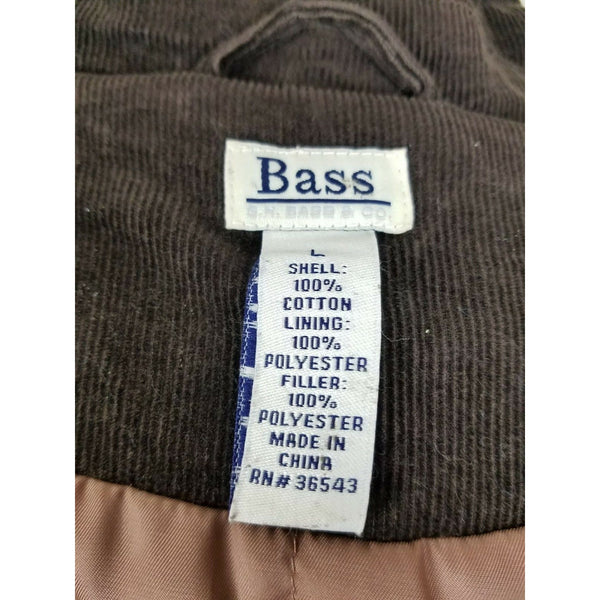 Bass
G.H. BASS & CO.
L
SHELL:
100%
COTTON
LINING:
100%
POLYESTER
FILLER:
100%
POLYESTER
MADE IN
CHINA
RN# 36543